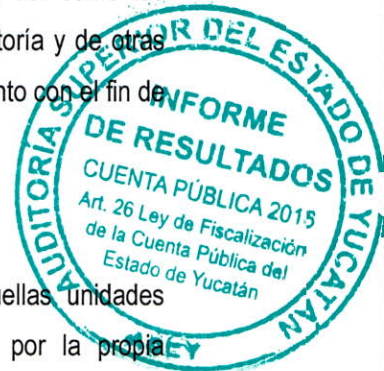 toría y de otras
nto con el fin de
AUDITORÍA SUPERIOR DEL ESTADO DE YUCATÁN
INFORME
DE RESULTADOS
CUENTA PÚBLICA 2015
Art. 26 Ley de Fiscalización
de la Cuenta Pública del
Estado de Yucatán
LEY
uellas unidades
por la propia